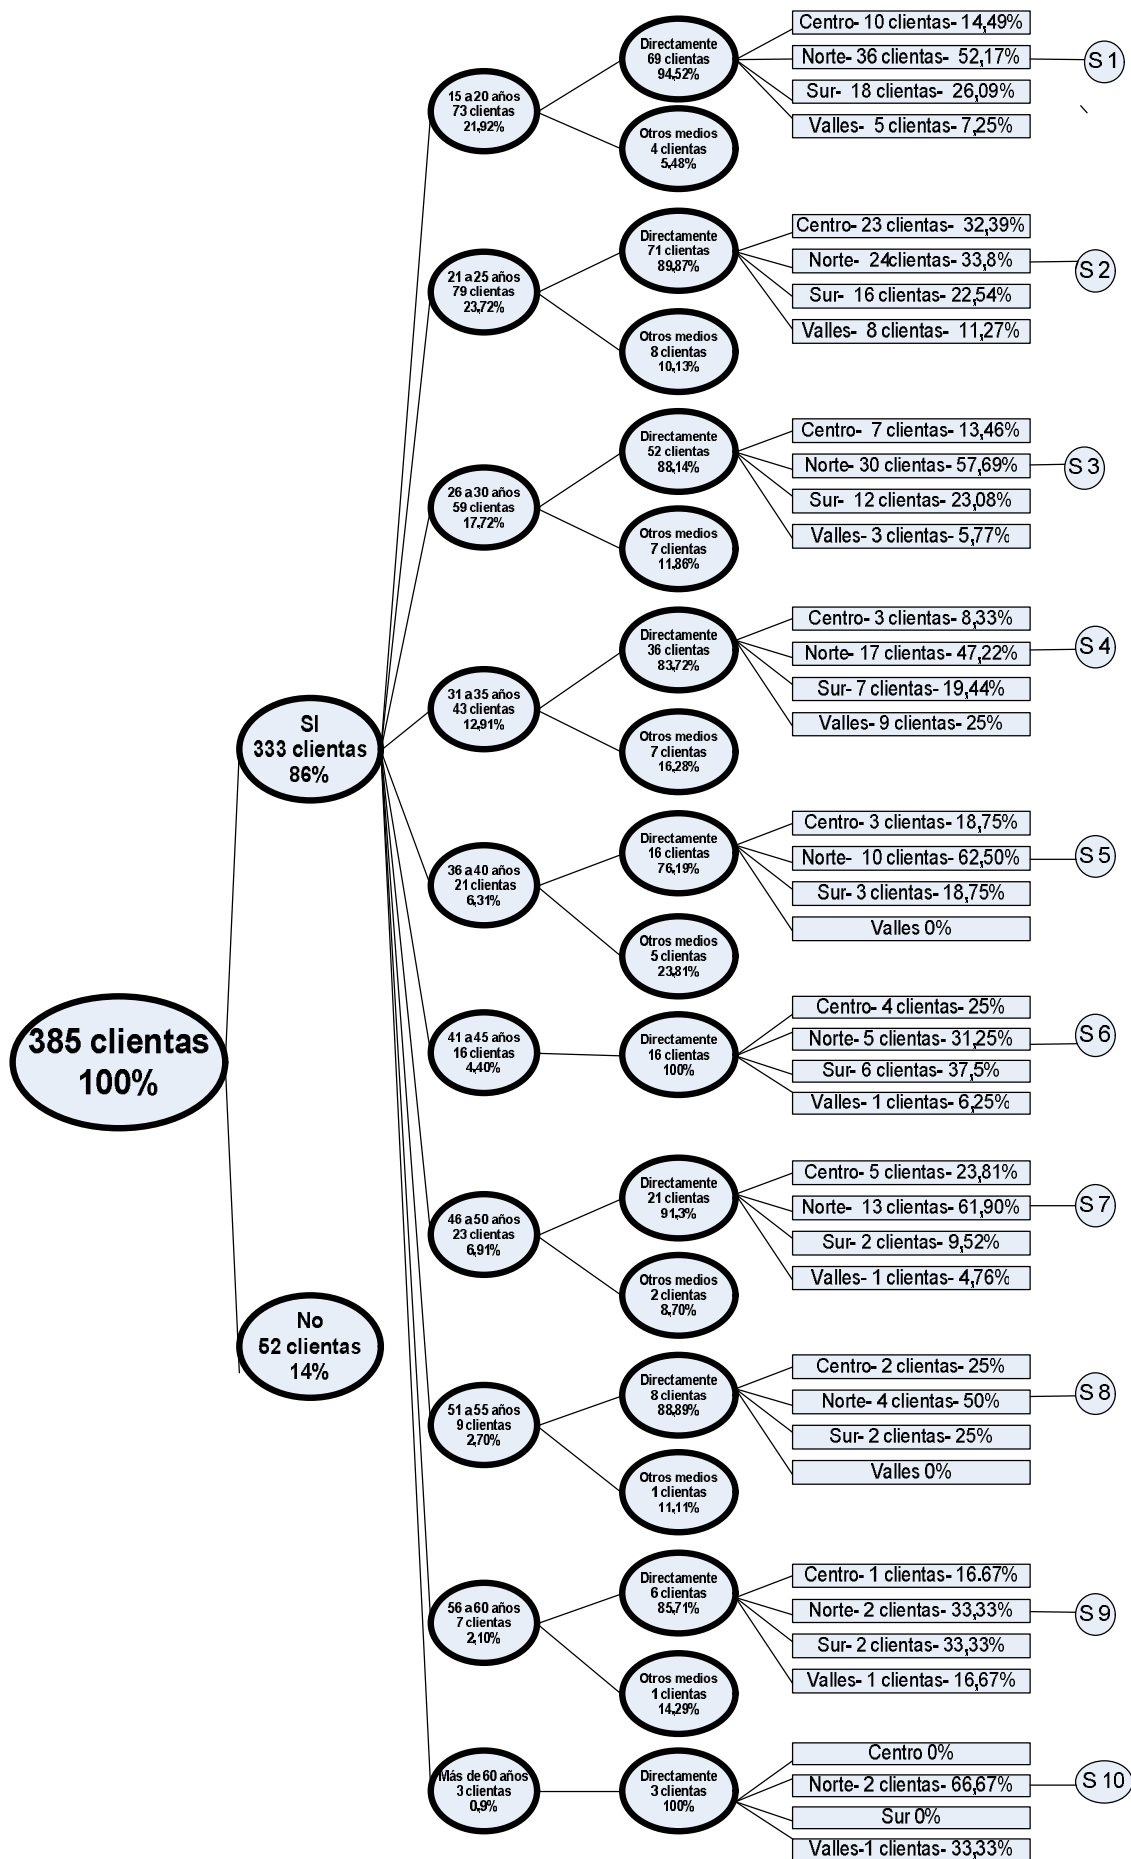 385 clientas
100%
SI
333 clientas
86%
No
52 clientas
14%
15 a 20 años
73 clientas
21,92%
Directamente
69 clientas
94,52%
Centro- 10 clientas- 14,49%
Norte- 36 clientas- 52,17%
S 1
Sur- 18 clientas- 26,09%
Valles- 5 clientas- 7,25%
Otros medios
4 clientas
5,48%
21 a 25 años
79 clientas
23,72%
Directamente
71 clientas
89,87%
Centro- 23 clientas- 32,39%
Norte- 24clientas- 33,8%
S 2
Sur- 16 clientas- 22,54%
Valles- 8 clientas- 11,27%
Otros medios
8 clientas
10,13%
26 a 30 años
59 clientas
17,72%
Directamente
52 clientas
88,14%
Centro- 7 clientas- 13,46%
Norte- 30 clientas- 57,69%
S 3
Sur- 12 clientas- 23,08%
Valles- 3 clientas- 5,77%
Otros medios
7 clientas
11,86%
31 a 35 años
43 clientas
12,91%
Directamente
36 clientas
83,72%
Centro- 3 clientas- 8,33%
Norte- 17 clientas- 47,22%
S 4
Sur- 7 clientas- 19,44%
Valles- 9 clientas- 25%
Otros medios
7 clientas
16,28%
36 a 40 años
21 clientas
6,31%
Directamente
16 clientas
76,19%
Centro- 3 clientas- 18,75%
Norte- 10 clientas- 62,50%
S 5
Sur- 3 clientas- 18,75%
Valles 0%
Otros medios
5 clientas
23,81%
41 a 45 años
16 clientas
4,40%
Directamente
16 clientas
100%
Centro- 4 clientas- 25%
Norte- 5 clientas- 31,25%
S 6
Sur- 6 clientas- 37,5%
Valles- 1 clientas- 6,25%
46 a 50 años
23 clientas
6,91%
Directamente
21 clientas
91,3%
Centro- 5 clientas- 23,81%
Norte- 13 clientas- 61,90%
S 7
Sur- 2 clientas- 9,52%
Valles- 1 clientas- 4,76%
Otros medios
2 clientas
8,70%
51 a 55 años
9 clientas
2,70%
Directamente
8 clientas
88,89%
Centro- 2 clientas- 25%
Norte- 4 clientas- 50%
S 8
Sur- 2 clientas- 25%
Valles 0%
Otros medios
1 clientas
11,11%
56 a 60 años
7 clientas
2,10%
Directamente
6 clientas
85,71%
Centro- 1 clientas- 16.67%
Norte- 2 clientas- 33,33%
S 9
Sur- 2 clientas- 33,33%
Valles- 1 clientas- 16,67%
Otros medios
1 clientas
14,29%
Más de 60 años
3 clientas
0,9%
Directamente
3 clientas
100%
Centro 0%
Norte- 2 clientas- 66,67%
S 10
Sur 0%
Valles-1 clientas- 33,33%